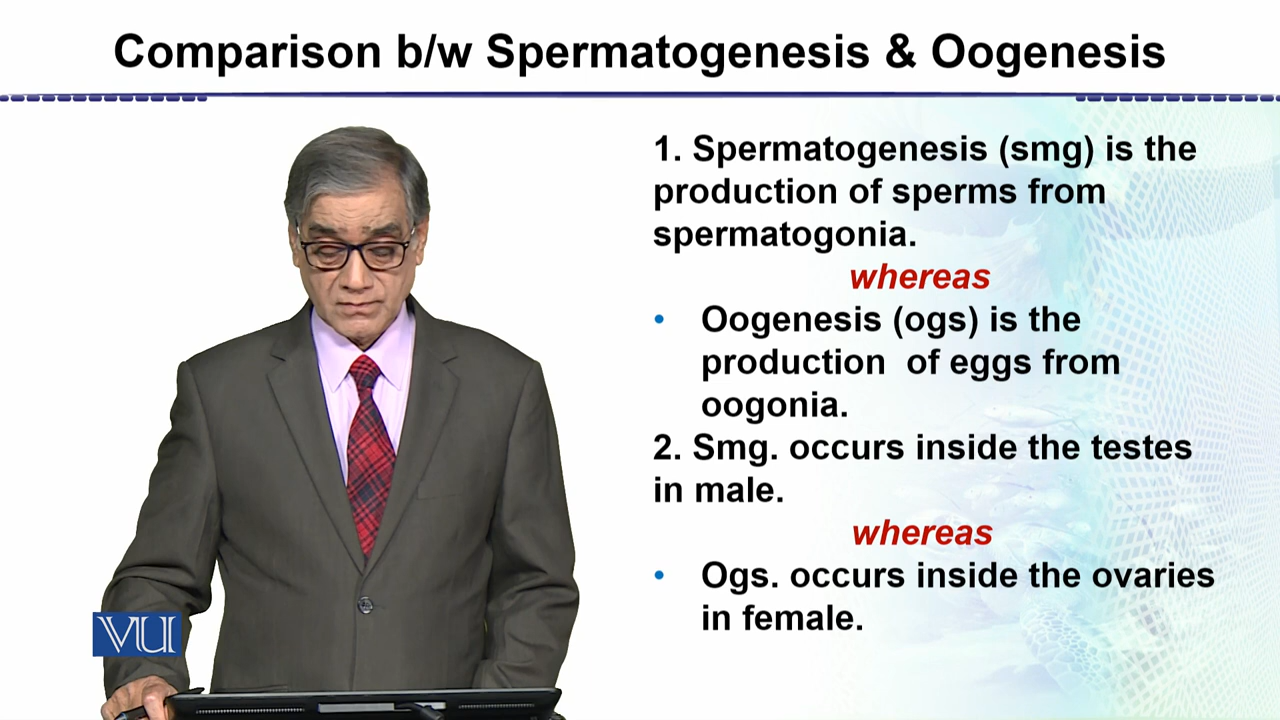 Comparison b/w Spermatogenesis & Oogenesis
1. Spermatogenesis (smg) is the
production of sperms from
spermatogonia.
whereas
• Oogenesis (ogs) is the
production of eggs from
oogonia.
2. Smg. occurs inside the testes
in male.
whereas
• Ogs. occurs inside the ovaries
in female.
VU